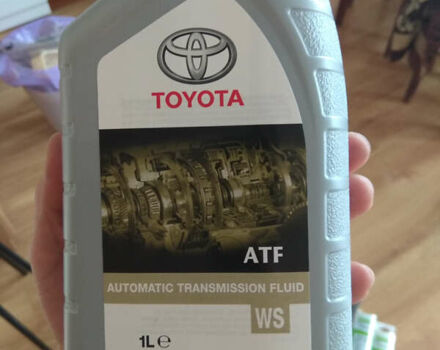 TOYOTA
ATF
AUTOMATIC TRANSMISSION FLUID
WS
1L ℮